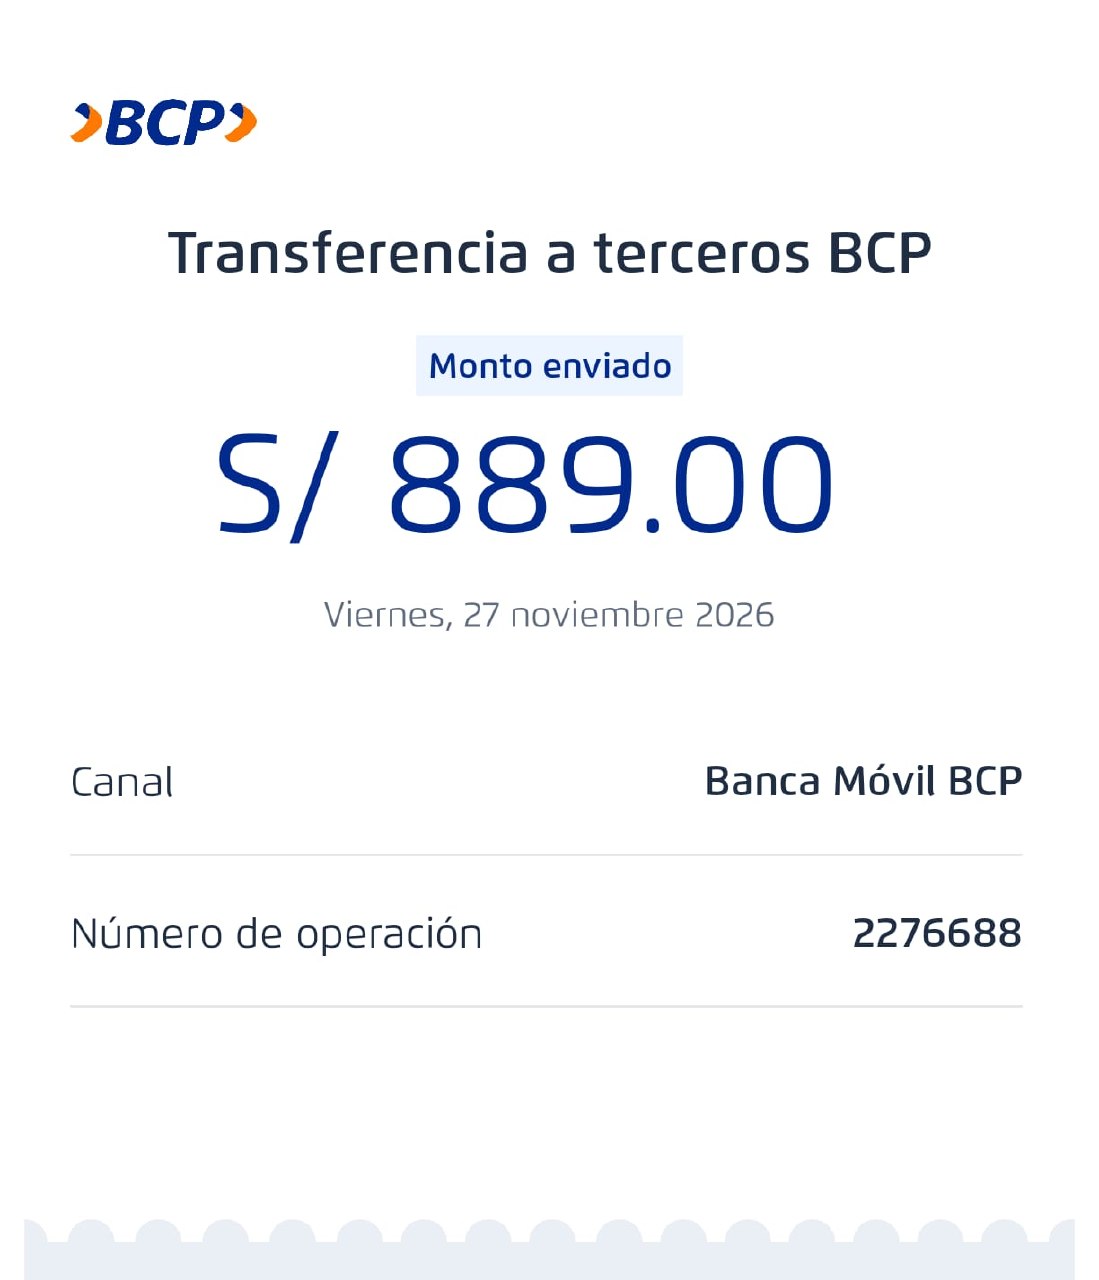 BCP
Transferencia a terceros BCP
Monto enviado
S/ 889.00
Viernes, 27 noviembre 2026
Canal Banca Móvil BCP
Número de operación 2276688